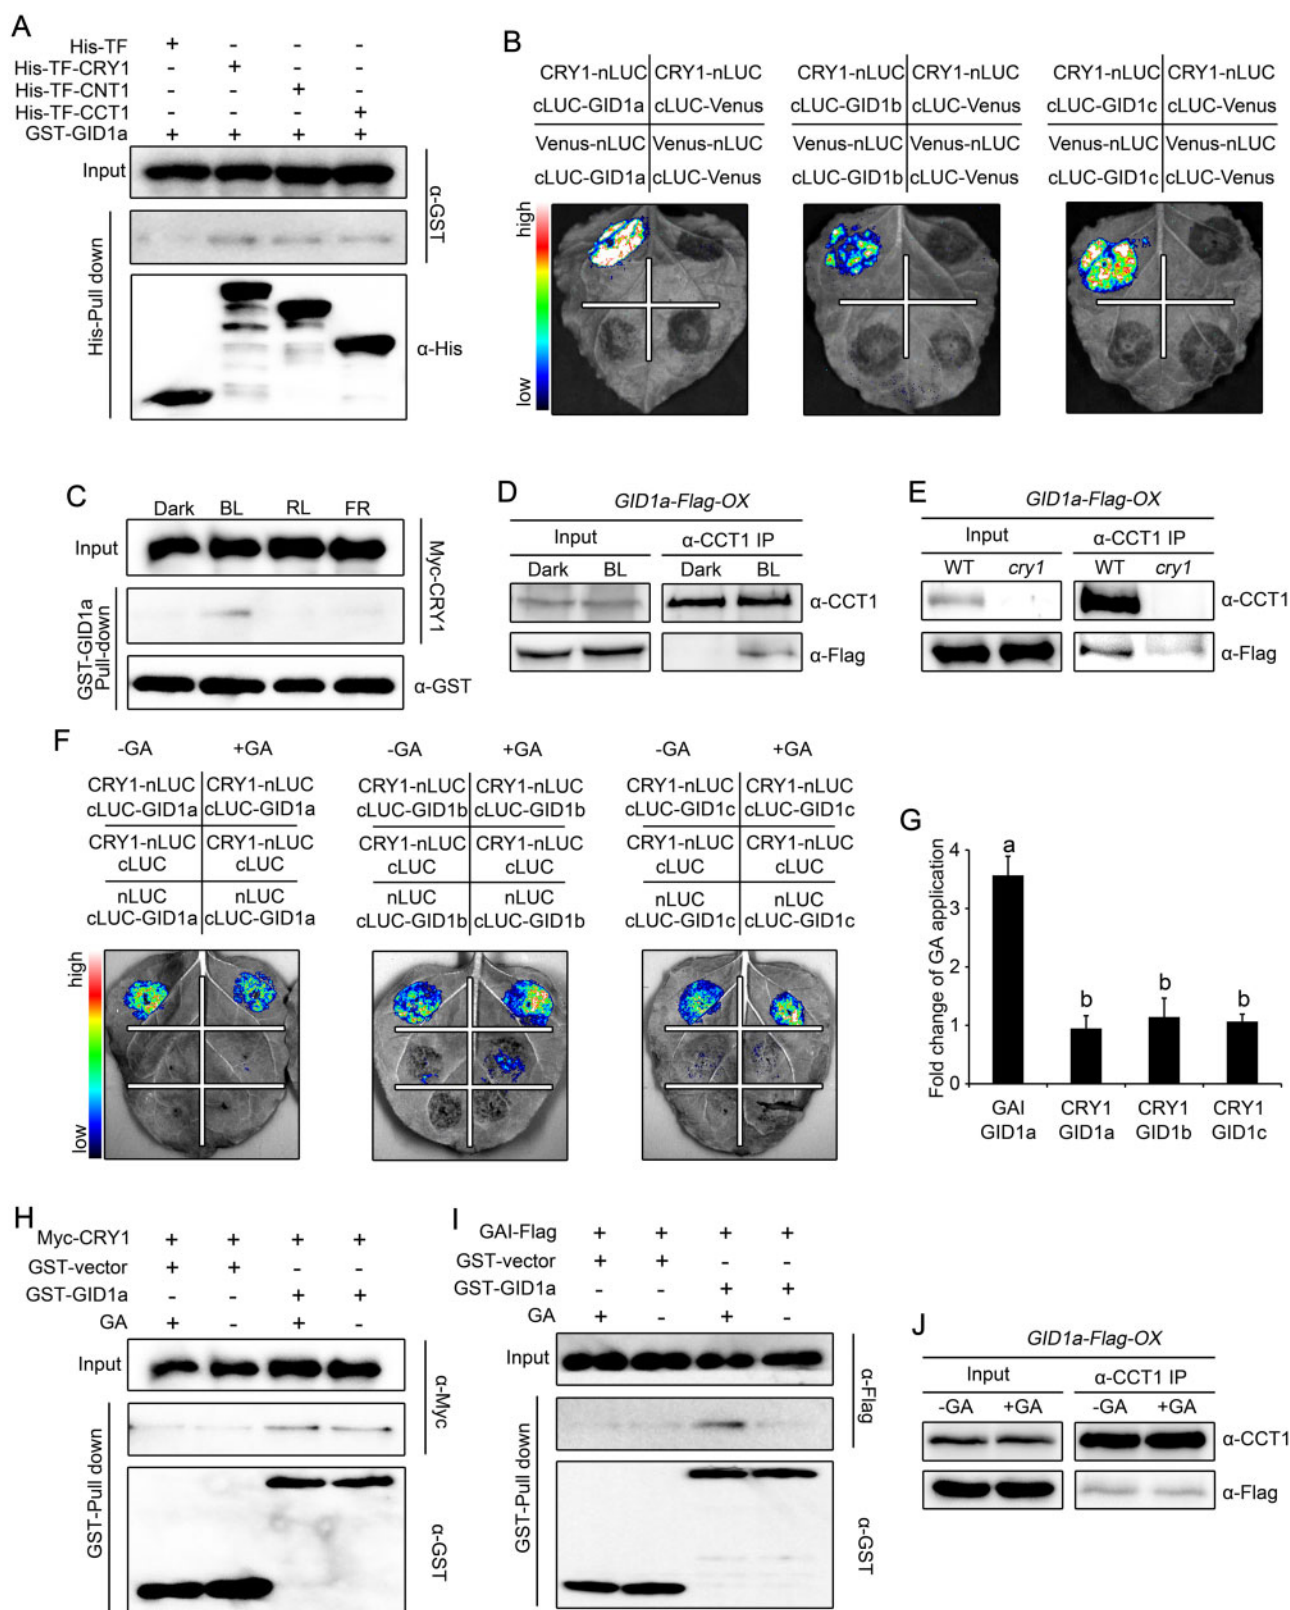 A
His-TF + - - -
His-TF-CRY1 - + - -
His-TF-CNT1 - - + -
His-TF-CCT1 - - - +
GST-GID1a + + + +
Input
α-GST
His-Pull down
α-His
B
CRY1-nLUC CRY1-nLUC
cLUC-GID1a cLUC-Venus
Venus-nLUC Venus-nLUC
cLUC-GID1a cLUC-Venus
CRY1-nLUC CRY1-nLUC
cLUC-GID1b cLUC-Venus
Venus-nLUC Venus-nLUC
cLUC-GID1b cLUC-Venus
CRY1-nLUC CRY1-nLUC
cLUC-GID1c cLUC-Venus
Venus-nLUC Venus-nLUC
cLUC-GID1c cLUC-Venus
high
low
C
Dark BL RL FR
Input
Myc-CRY1
GST-GID1a
Pull-down
α-GST
D
GID1a-Flag-OX
Input α-CCT1 IP
Dark BL Dark BL
α-CCT1
α-Flag
E
GID1a-Flag-OX
Input α-CCT1 IP
WT cry1 WT cry1
α-CCT1
α-Flag
F
-GA +GA
CRY1-nLUC CRY1-nLUC
cLUC-GID1a cLUC-GID1a
CRY1-nLUC CRY1-nLUC
cLUC cLUC
nLUC nLUC
cLUC-GID1a cLUC-GID1a
-GA +GA
CRY1-nLUC CRY1-nLUC
cLUC-GID1b cLUC-GID1b
CRY1-nLUC CRY1-nLUC
cLUC cLUC
nLUC nLUC
cLUC-GID1b cLUC-GID1b
-GA +GA
CRY1-nLUC CRY1-nLUC
cLUC-GID1c cLUC-GID1c
CRY1-nLUC CRY1-nLUC
cLUC cLUC
nLUC nLUC
cLUC-GID1c cLUC-GID1c
high
low
G
Fold change of GA application
4
3
2
1
0
a
b
b
b
GAI CRY1 CRY1 CRY1
GID1a GID1a GID1b GID1c
H
Myc-CRY1 + + + +
GST-vector + + - -
GST-GID1a - - + +
GA + - + -
Input
α-Myc
GST-Pull down
α-GST
I
GAI-Flag + + + +
GST-vector + + - -
GST-GID1a - - + +
GA + - + -
Input
α-Flag
GST-Pull down
α-GST
J
GID1a-Flag-OX
Input α-CCT1 IP
-GA +GA -GA +GA
α-CCT1
α-Flag